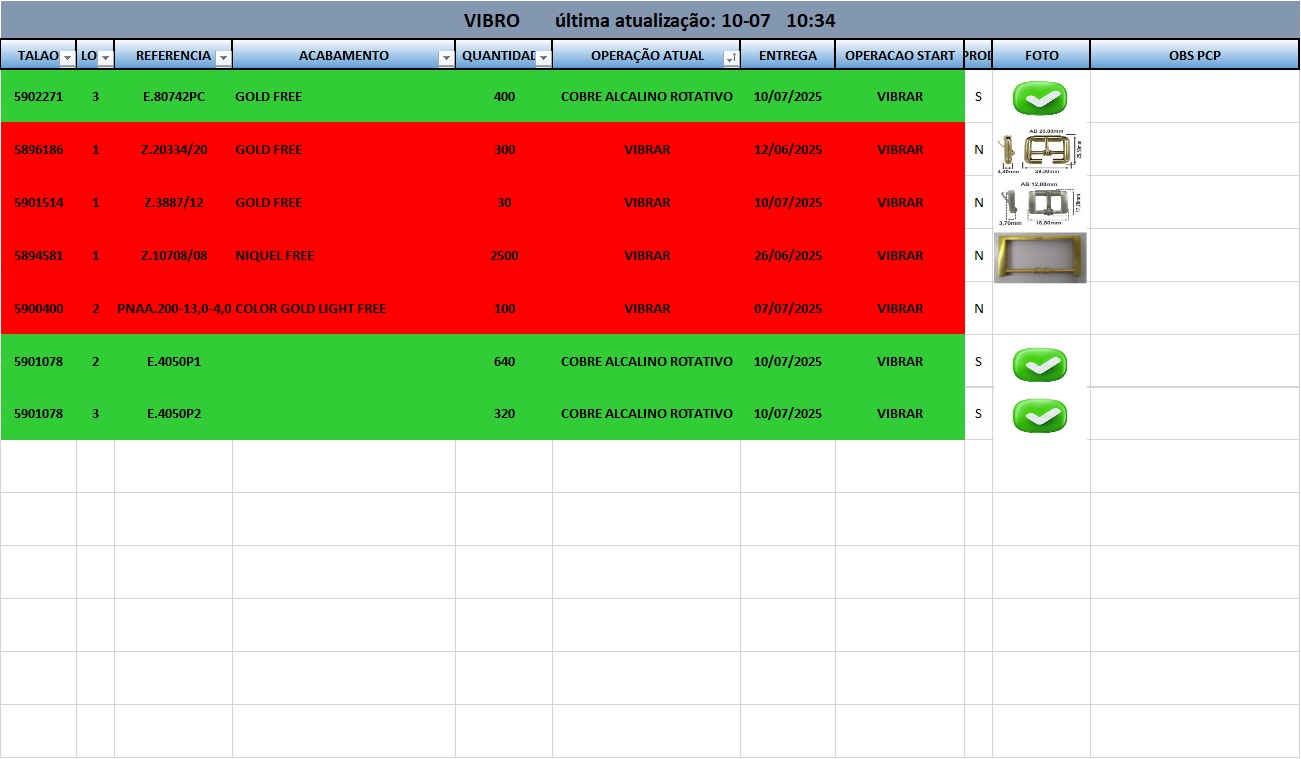 VIBRO última atualização: 10-07 10:34
TALAO LO REFERENCIA ACABAMENTO QUANTIDAD OPERAÇÃO ATUAL ENTREGA OPERACAO START PROD FOTO OBS PCP
5902271 3 E.80742PC GOLD FREE 400 COBRE ALCALINO ROTATIVO 10/07/2025 VIBRAR S
AB 20,00mm
5896186 1 Z.20334/20 GOLD FREE 300 VIBRAR 12/06/2025 VIBRAR N
4,40mm 29,30mm
AB 12,00mm
5901514 1 Z.3887/12 GOLD FREE 30 VIBRAR 10/07/2025 VIBRAR N
3,70mm
5894581 1 Z.10708/08 NIQUEL FREE 2500 VIBRAR 26/06/2025 VIBRAR N
5900400 2 PNAA.200-13,0-4,0 COLOR GOLD LIGHT FREE 100 VIBRAR 07/07/2025 VIBRAR N
5901078 2 E.4050P1 640 COBRE ALCALINO ROTATIVO 10/07/2025 VIBRAR S
5901078 3 E.4050P2 320 COBRE ALCALINO ROTATIVO 10/07/2025 VIBRAR S